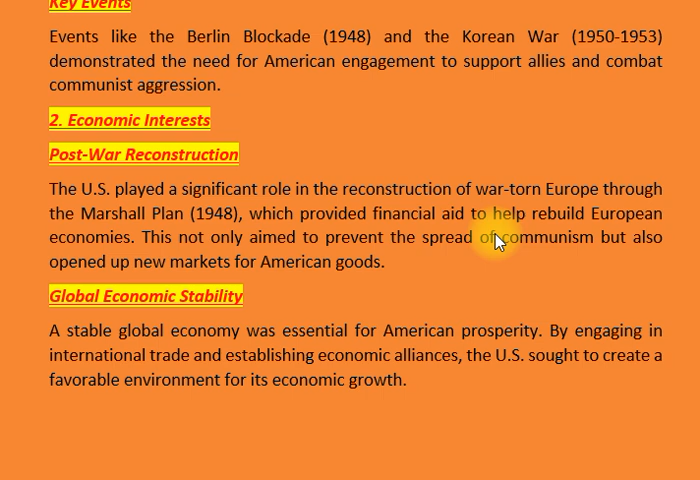 Key Events
Events like the Berlin Blockade (1948) and the Korean War (1950-1953)
demonstrated the need for American engagement to support allies and combat
communist aggression.
2. Economic Interests
Post-War Reconstruction
The U.S. played a significant role in the reconstruction of war-torn Europe through
the Marshall Plan (1948), which provided financial aid to help rebuild European
economies. This not only aimed to prevent the spread of communism but also
opened up new markets for American goods.
Global Economic Stability
A stable global economy was essential for American prosperity. By engaging in
international trade and establishing economic alliances, the U.S. sought to create a
favorable environment for its economic growth.